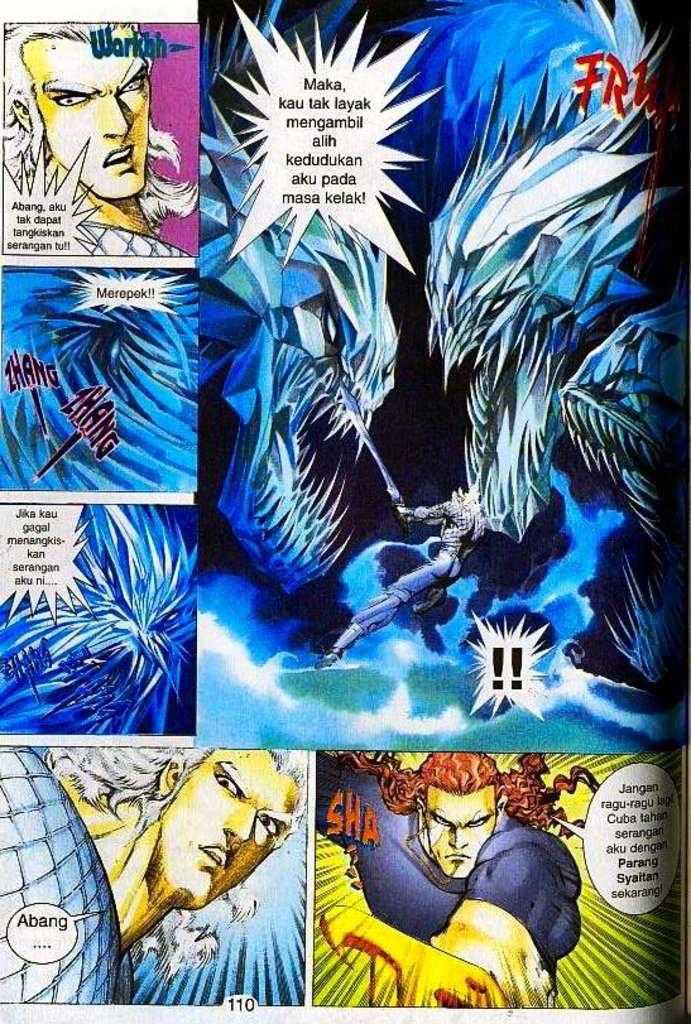 Warkhh
Abang, aku
tak dapat
tangkiskan
serangan tu!!
Merepek!!
ZHANG
ZHANG
Jika kau
gagal
menangkis-
kan
serangan
aku ni....
Maka,
kau tak layak
mengambil
alih
kedudukan
aku pada
masa kelak!
!!
Abang
....
SHA
Jangan
ragu-ragu lagi
Cuba tahan
serangan
aku dengan
Parang
Syaitan
sekarang!
110